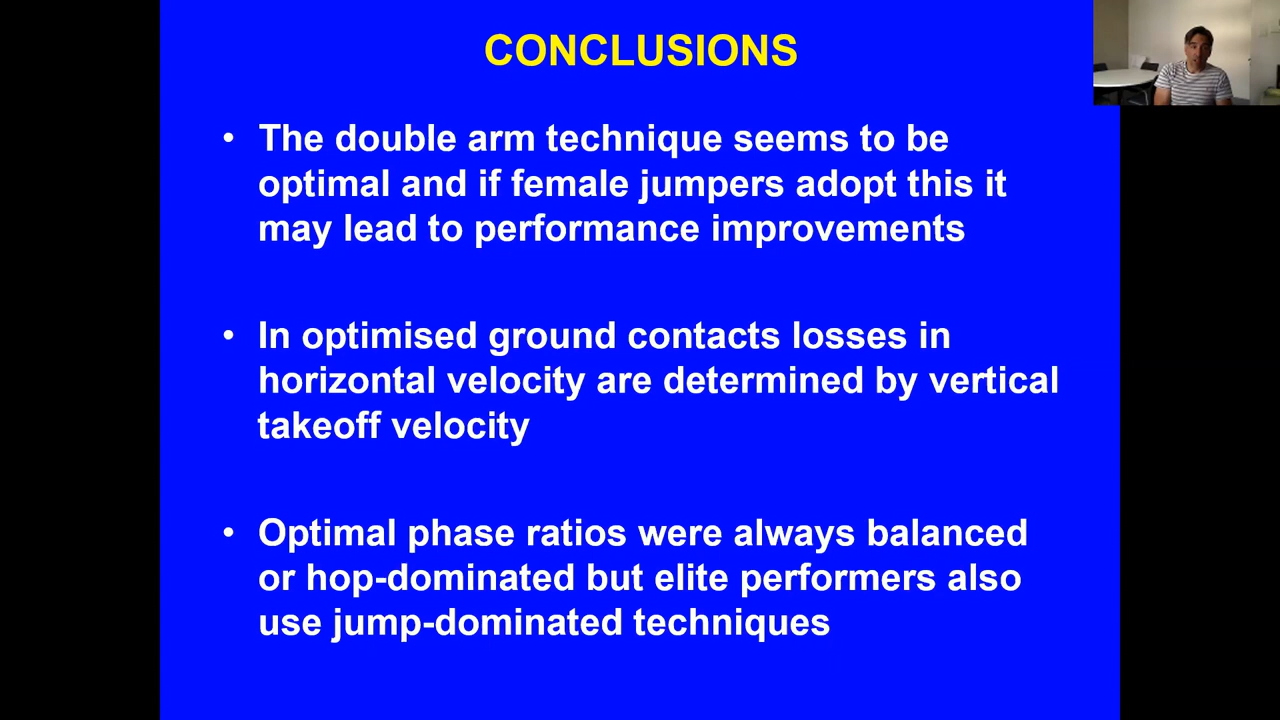 CONCLUSIONS
• The double arm technique seems to be
optimal and if female jumpers adopt this it
may lead to performance improvements
• In optimised ground contacts losses in
horizontal velocity are determined by vertical
takeoff velocity
• Optimal phase ratios were always balanced
or hop-dominated but elite performers also
use jump-dominated techniques